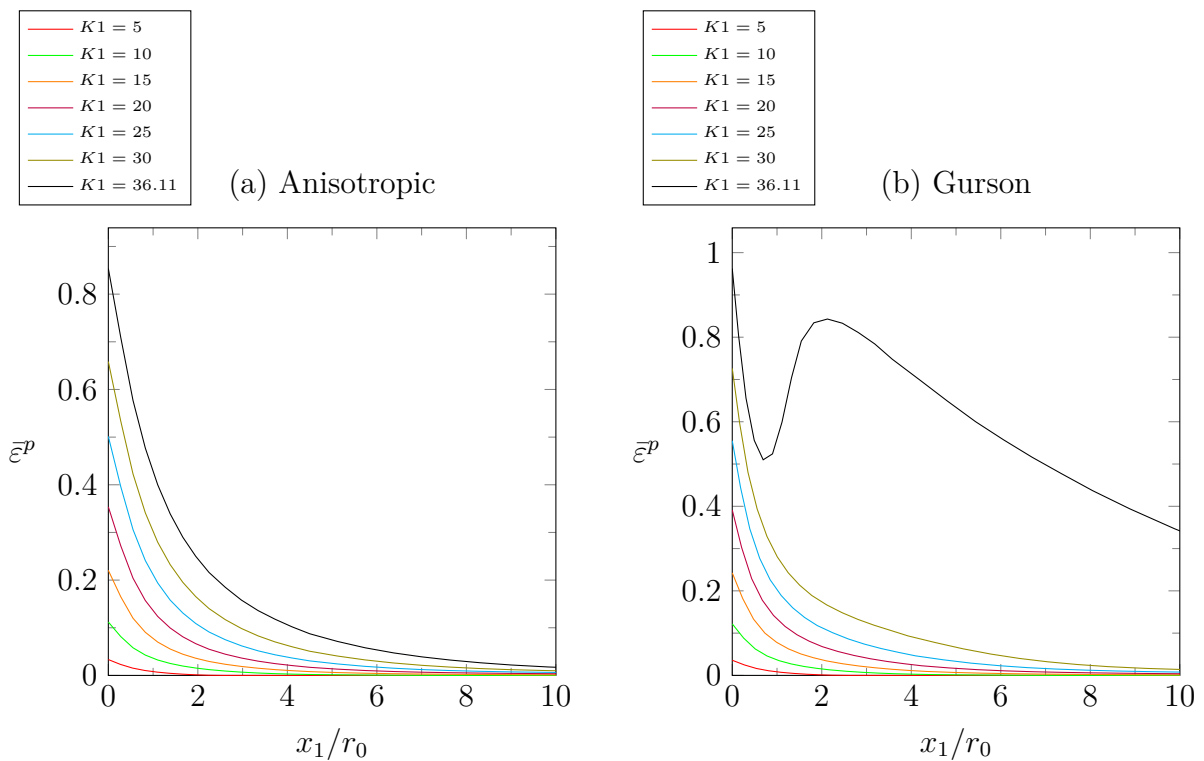 K1 = 5
K1 = 10
K1 = 15
K1 = 20
K1 = 25
K1 = 30
K1 = 36.11
(a) Anisotropic
0.8
0.6
0.4
0.2
0
ε̄ᵖ
0 2 4 6 8 10
x₁/r₀
K1 = 5
K1 = 10
K1 = 15
K1 = 20
K1 = 25
K1 = 30
K1 = 36.11
(b) Gurson
1
0.8
0.6
0.4
0.2
0
ε̄ᵖ
0 2 4 6 8 10
x₁/r₀